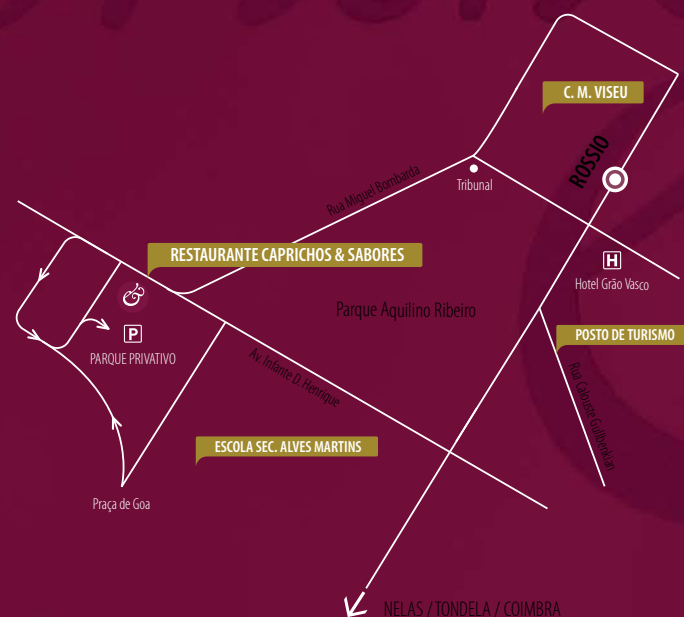 C. M. VISEU
ROSSIO
Rua Miguel Bombarda
Tribunal
RESTAURANTE CAPRICHOS & SABORES
H
Hotel Grão Vasco
&
P
PARQUE PRIVATIVO
Parque Aquilino Ribeiro
POSTO DE TURISMO
Av. Infante D. Henrique
Rua Calouste Gulbenkian
ESCOLA SEC. ALVES MARTINS
Praça de Goa
NELAS / TONDELA / COIMBRA